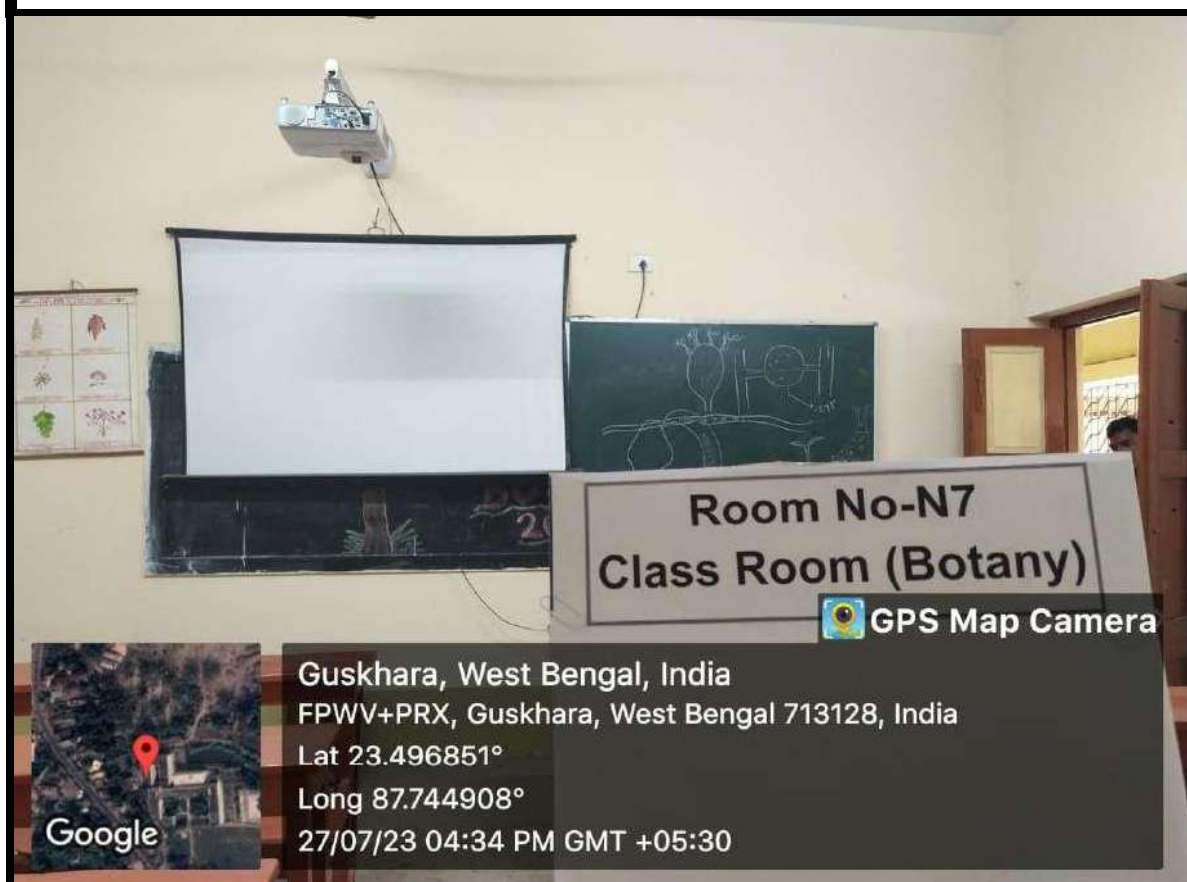 Room No-N7
Class Room (Botany)
GPS Map Camera
Guskhara, West Bengal, India
FPWV+PRX, Guskhara, West Bengal 713128, India
Lat 23.496851°
Long 87.744908°
27/07/23 04:34 PM GMT +05:30
Google